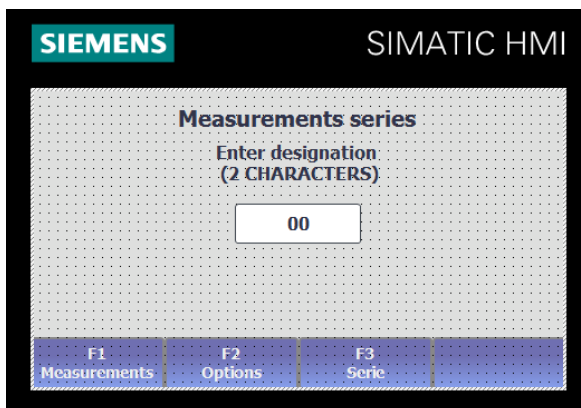 SIEMENS
SIMATIC HMI
Measurements series
Enter designation
(2 CHARACTERS)
00
F1
Measurements
F2
Options
F3
Serie